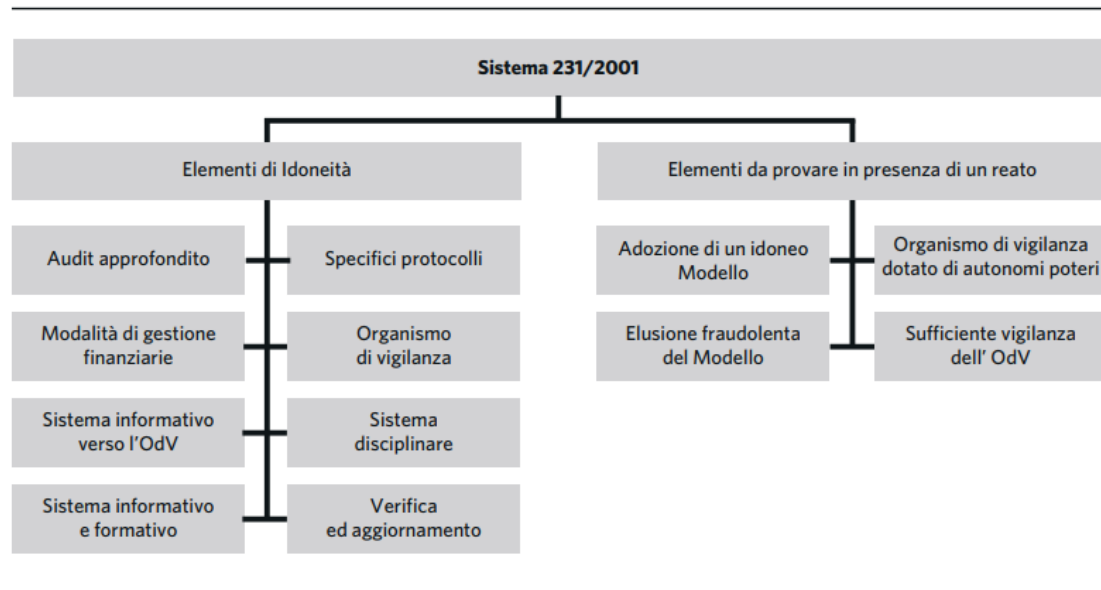 Sistema 231/2001
Elementi di Idoneità
Elementi da provare in presenza di un reato
Audit approfondito
Specifici protocolli
Adozione di un idoneo
Modello
Organismo di vigilanza
dotato di autonomi poteri
Modalità di gestione
finanziarie
Organismo
di vigilanza
Elusione fraudolenta
del Modello
Sufficiente vigilanza
dell' OdV
Sistema informativo
verso l'OdV
Sistema
disciplinare
Sistema informativo
e formativo
Verifica
ed aggiornamento